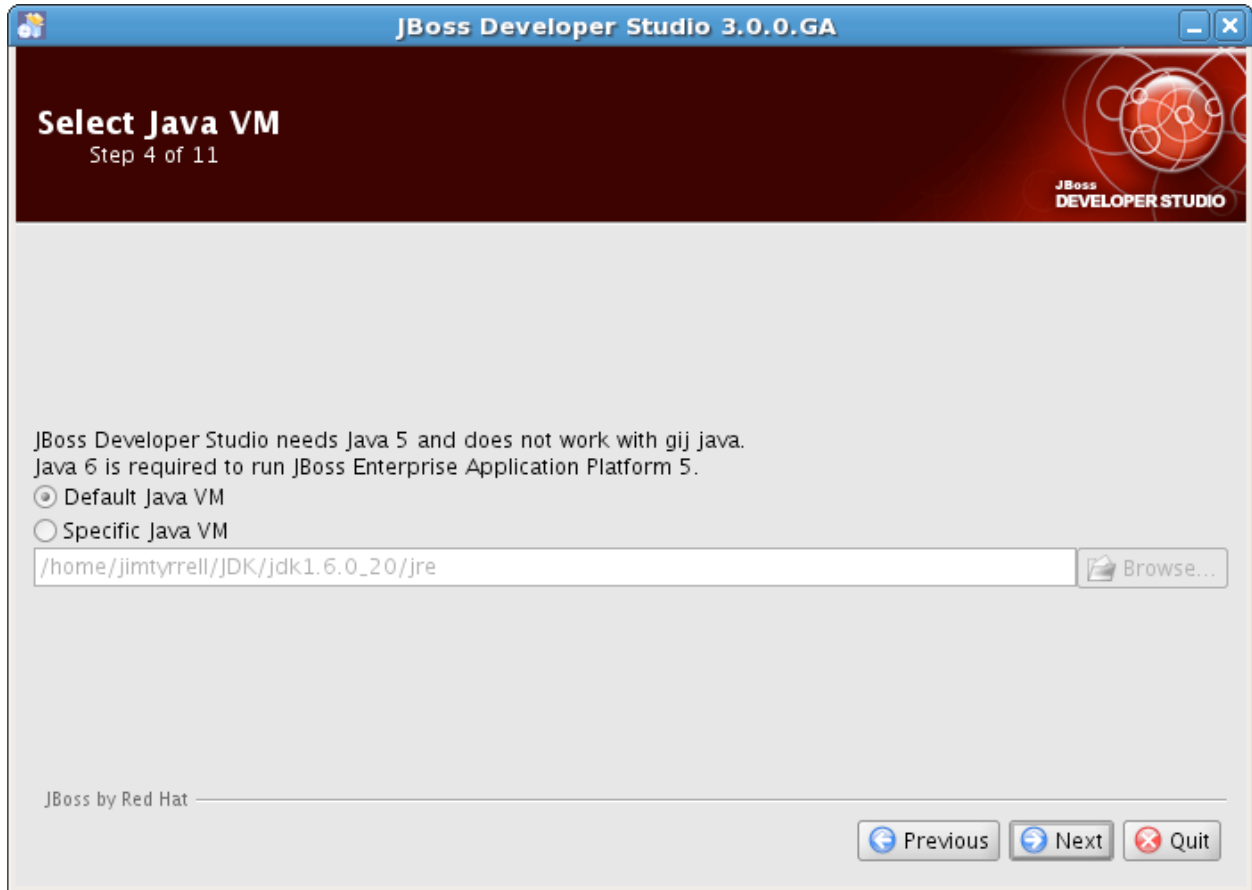 JBoss Developer Studio 3.0.0.GA
Select Java VM
Step 4 of 11
JBoss
DEVELOPER STUDIO
JBoss Developer Studio needs Java 5 and does not work with gij java.
Java 6 is required to run JBoss Enterprise Application Platform 5.
Default Java VM
Specific Java VM
/home/jimtyrrell/JDK/jdk1.6.0_20/jre
Browse...
JBoss by Red Hat
Previous
Next
Quit